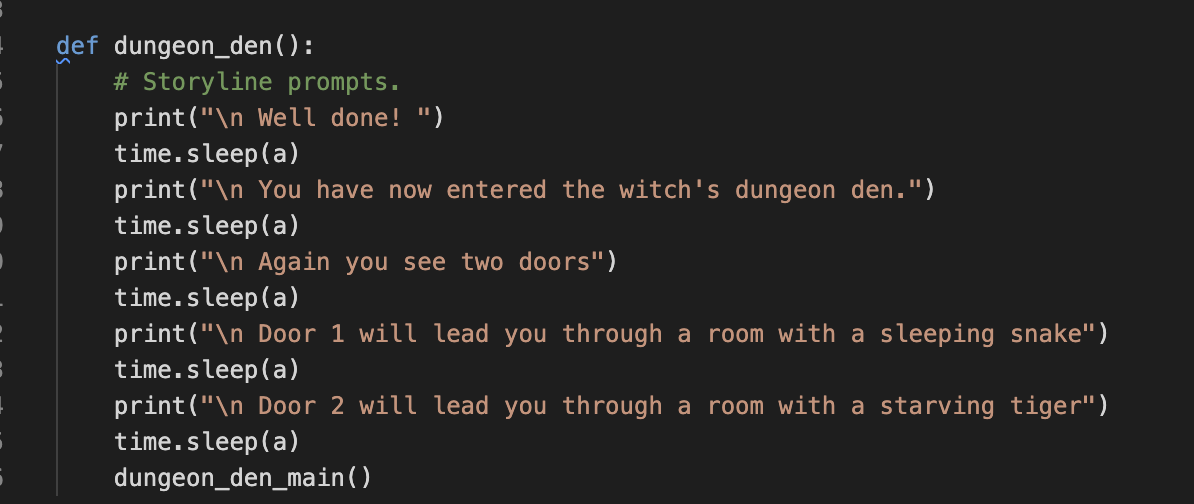 def dungeon_den():
    # Storyline prompts.
    print("\n Well done! ")
    time.sleep(a)
    print("\n You have now entered the witch's dungeon den.")
    time.sleep(a)
    print("\n Again you see two doors")
    time.sleep(a)
    print("\n Door 1 will lead you through a room with a sleeping snake")
    time.sleep(a)
    print("\n Door 2 will lead you through a room with a starving tiger")
    time.sleep(a)
    dungeon_den_main()